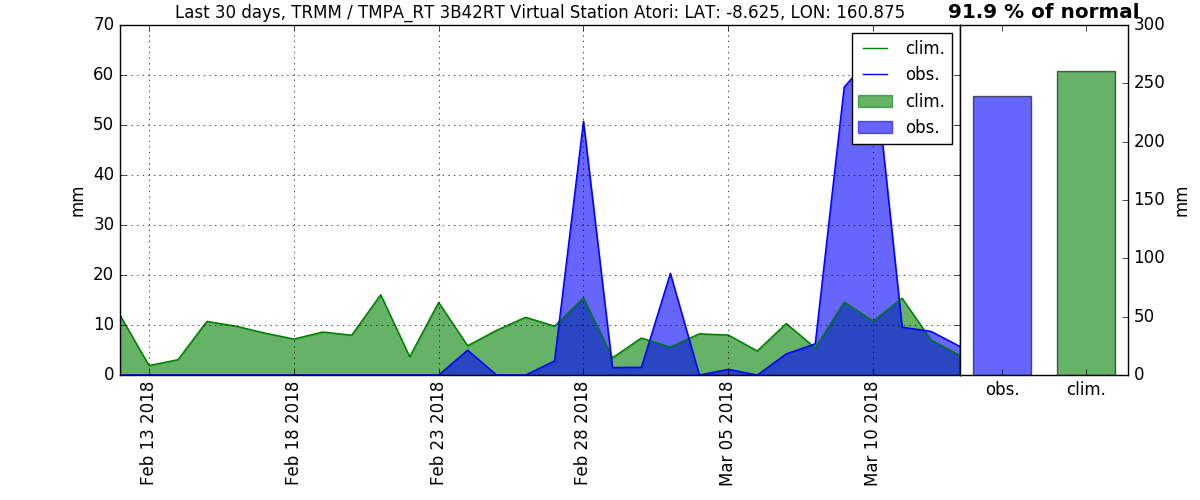 Last 30 days, TRMM / TMPA_RT 3B42RT Virtual Station Atori: LAT: -8.625, LON: 160.875
91.9 % of normal
70
60
50
40
30
20
10
0
mm
clim.
obs.
clim.
obs.
300
250
200
150
100
50
0
mm
Feb 13 2018
Feb 18 2018
Feb 23 2018
Feb 28 2018
Mar 05 2018
Mar 10 2018
obs.
clim.